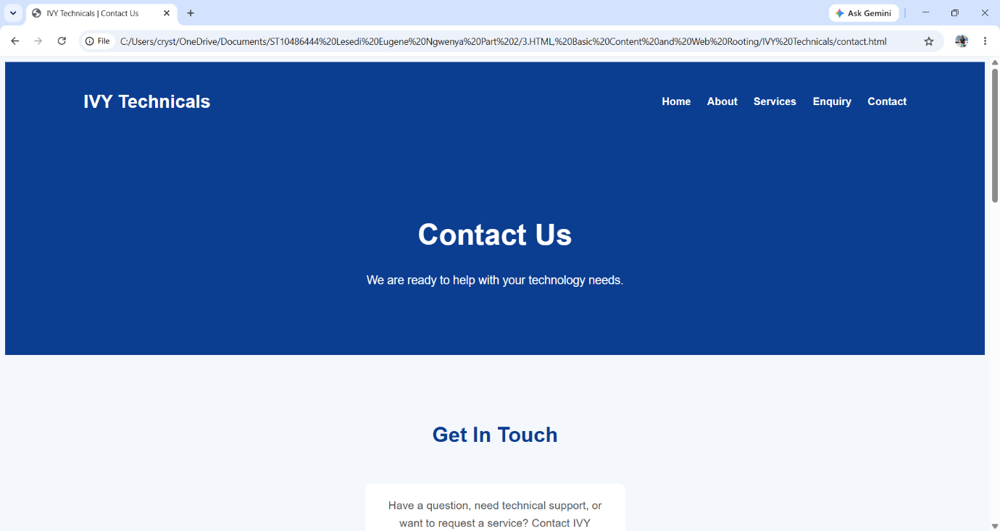 IVY Technicals | Contact Us
Ask Gemini
File
C:/Users/cryst/OneDrive/Documents/ST10486444%20Lesedi%20Eugene%20Ngwenya%20Part%202/3.HTML,%20Basic%20Content%20and%20Web%20Rooting/IVY%20Technicals/contact.html
IVY Technicals
Home About Services Enquiry Contact
Contact Us
We are ready to help with your technology needs.
Get In Touch
Have a question, need technical support, or
want to request a service? Contact IVY